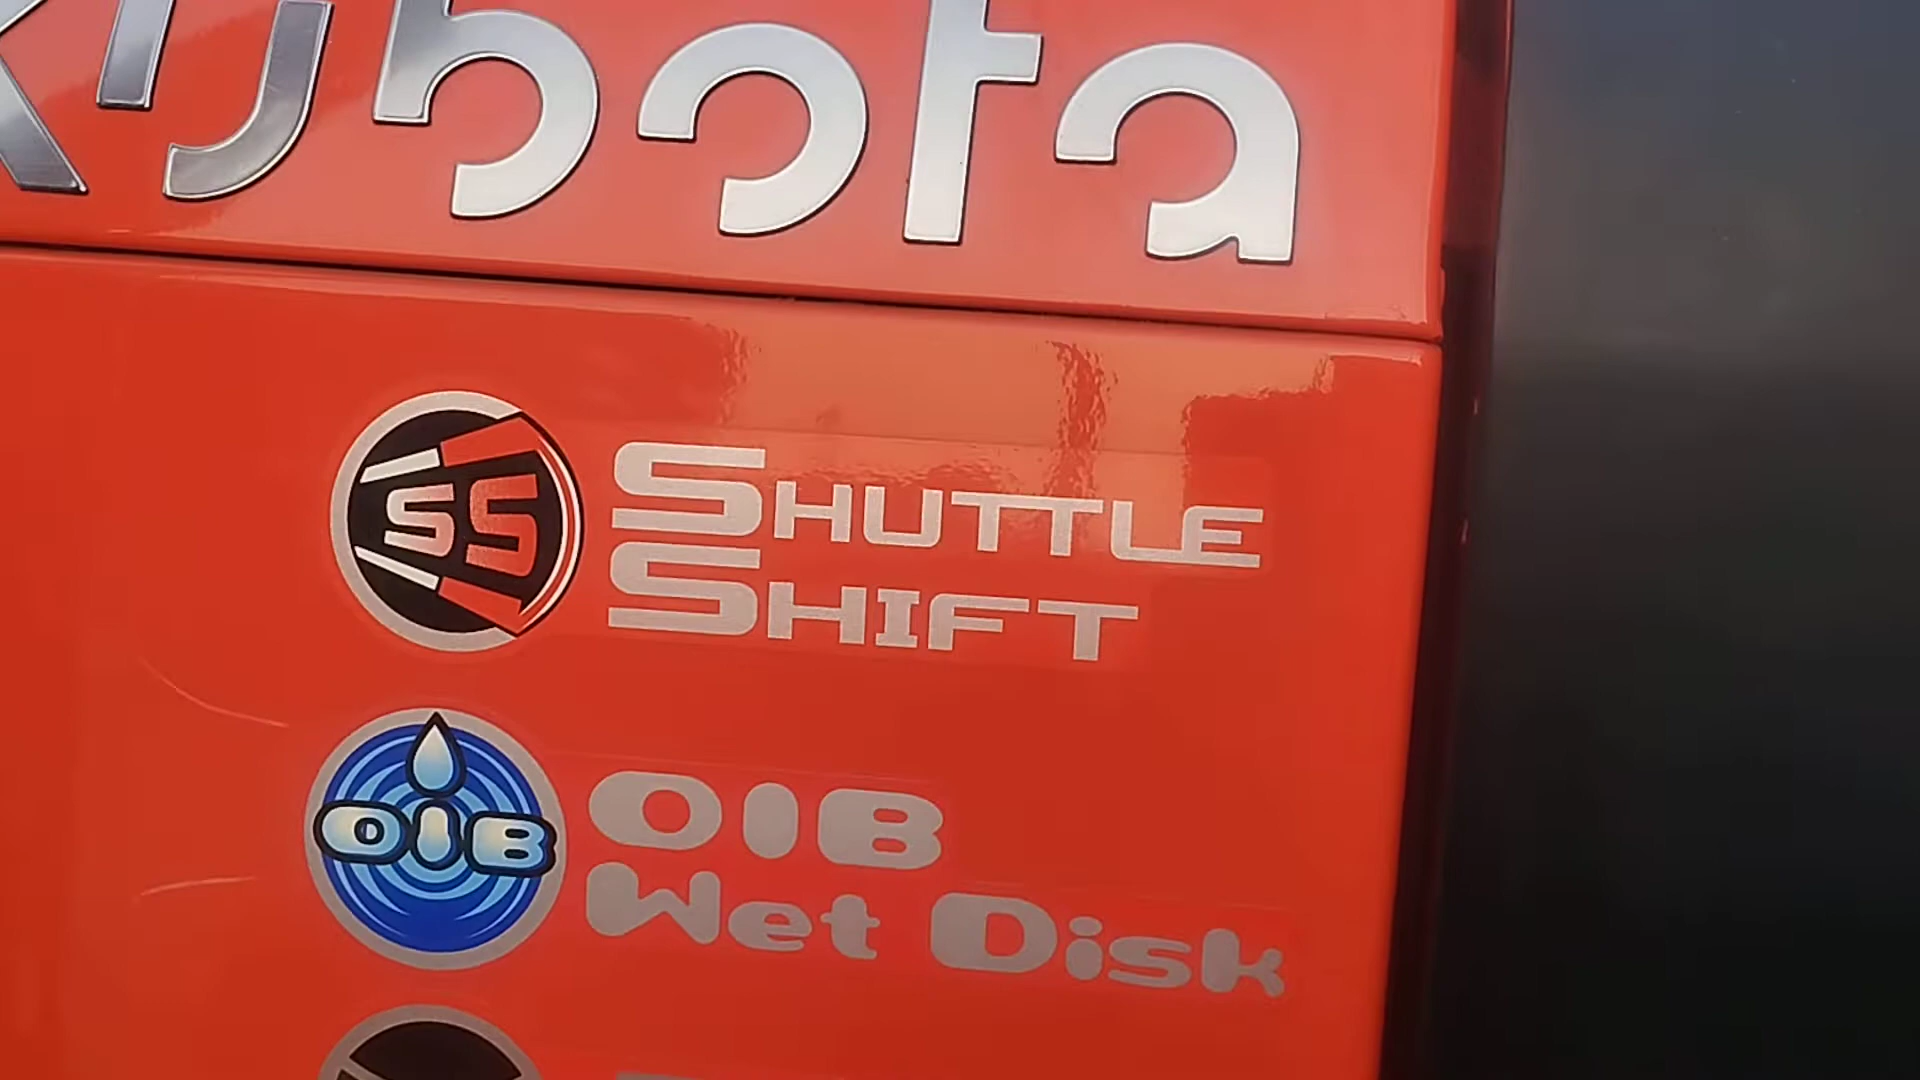 Kubota
SS
SHUTTLE
SHIFT
OIB
OIB
Wet Disk